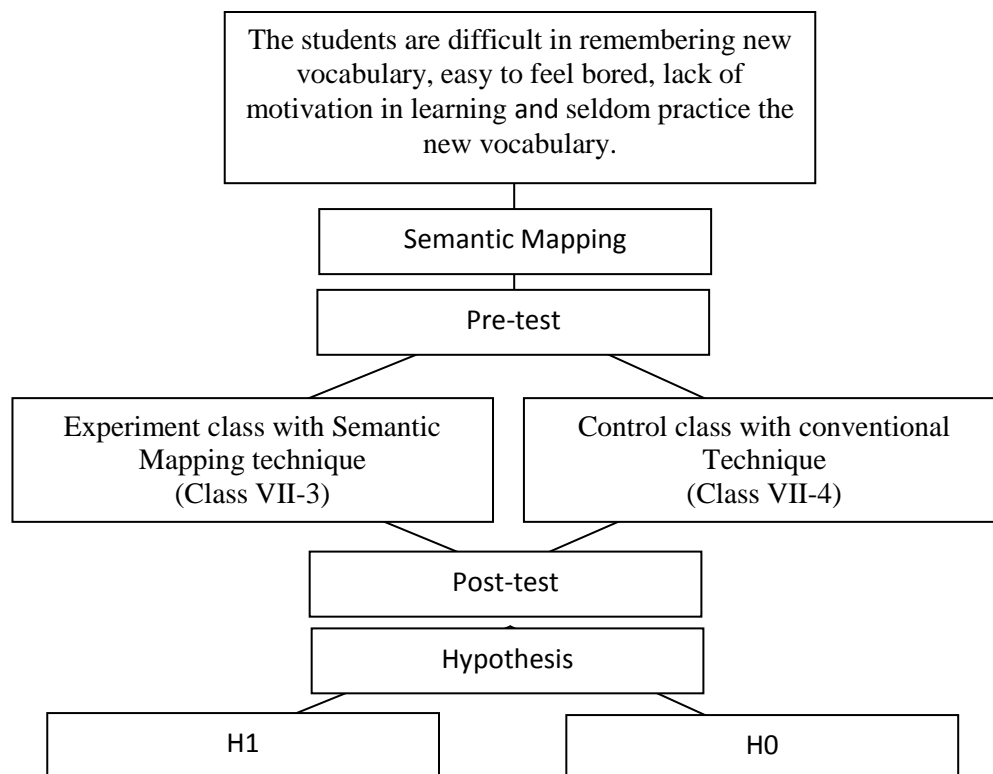 The students are difficult in remembering new
vocabulary, easy to feel bored, lack of
motivation in learning and seldom practice the
new vocabulary.
Semantic Mapping
Pre-test
Experiment class with Semantic
Mapping technique
(Class VII-3)
Control class with conventional
Technique
(Class VII-4)
Post-test
Hypothesis
H1
H0